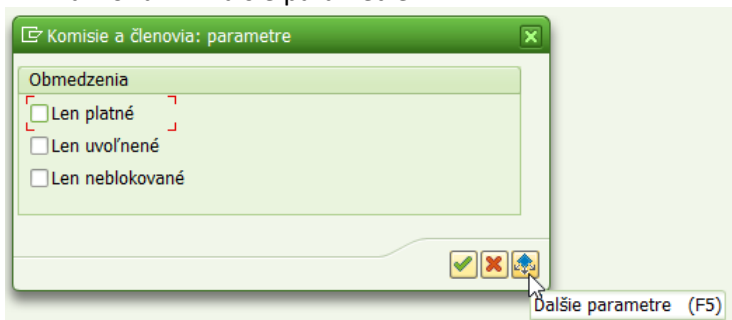 Komisie a členovia: parametre
Obmedzenia
Len platné
Len uvoľnené
Len neblokované
Ďalšie parametre (F5)